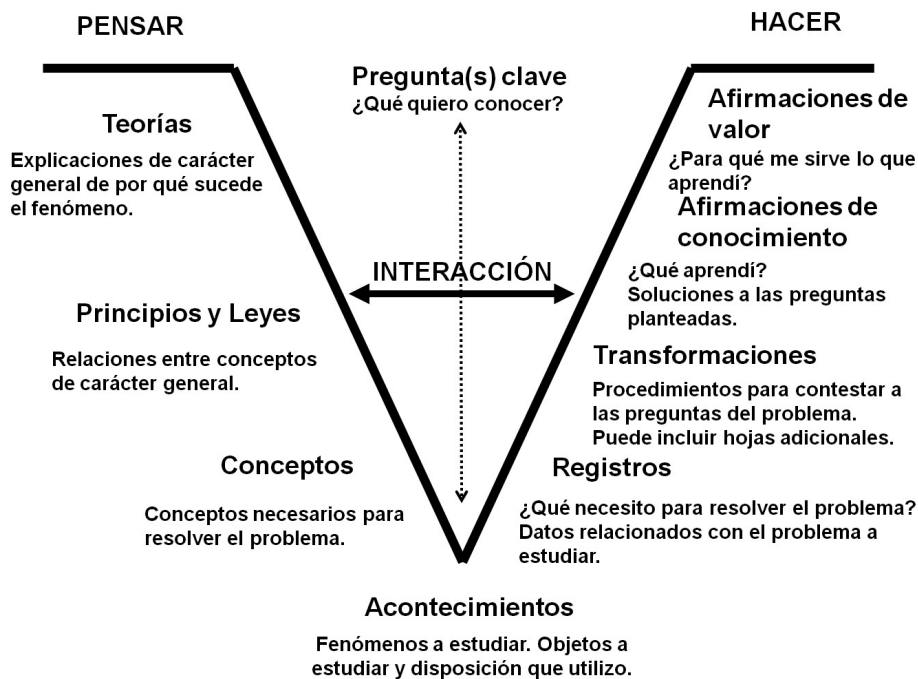 PENSAR
HACER
Pregunta(s) clave
¿Qué quiero conocer?
Teorías
Explicaciones de carácter
general de por qué sucede
el fenómeno.
Afirmaciones de
valor
¿Para qué me sirve lo que
aprendí?
Afirmaciones de
conocimiento
¿Qué aprendí?
Soluciones a las preguntas
planteadas.
INTERACCIÓN
Principios y Leyes
Relaciones entre conceptos
de carácter general.
Transformaciones
Procedimientos para contestar a
las preguntas del problema.
Puede incluir hojas adicionales.
Conceptos
Conceptos necesarios para
resolver el problema.
Registros
¿Qué necesito para resolver el problema?
Datos relacionados con el problema a
estudiar.
Acontecimientos
Fenómenos a estudiar. Objetos a
estudiar y disposición que utilizo.